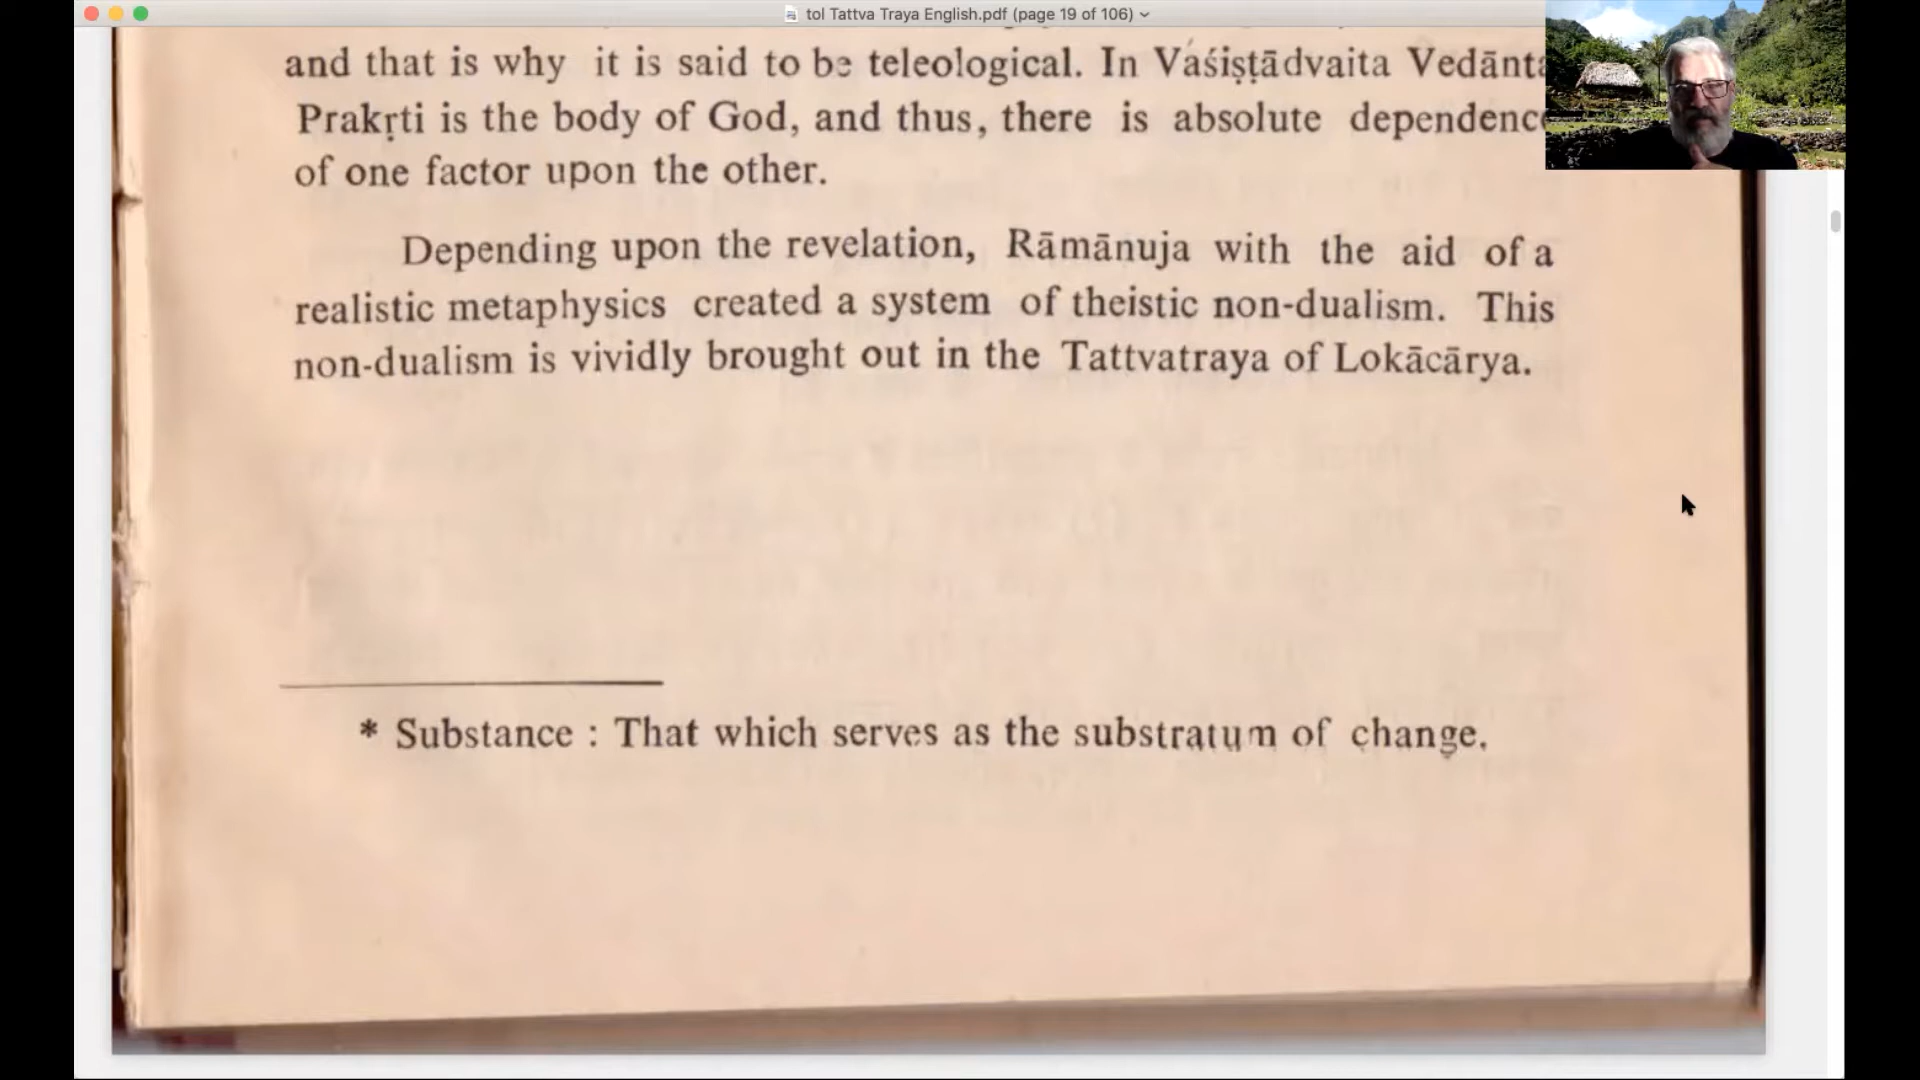 tol Tattva Traya English.pdf (page 19 of 106)
and that is why it is said to be teleological. In Vaśiṣṭādvaita Vedānta
Prakṛti is the body of God, and thus, there is absolute dependence
of one factor upon the other.
Depending upon the revelation, Rāmānuja with the aid of a
realistic metaphysics created a system of theistic non-dualism. This
non-dualism is vividly brought out in the Tattvatraya of Lokācārya.
* Substance : That which serves as the substratum of change.